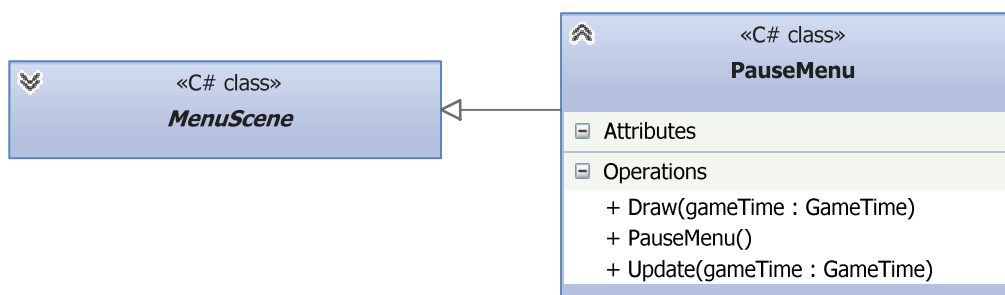 «C# class»
MenuScene
«C# class»
PauseMenu
Attributes
Operations
+ Draw(gameTime : GameTime)
+ PauseMenu()
+ Update(gameTime : GameTime)